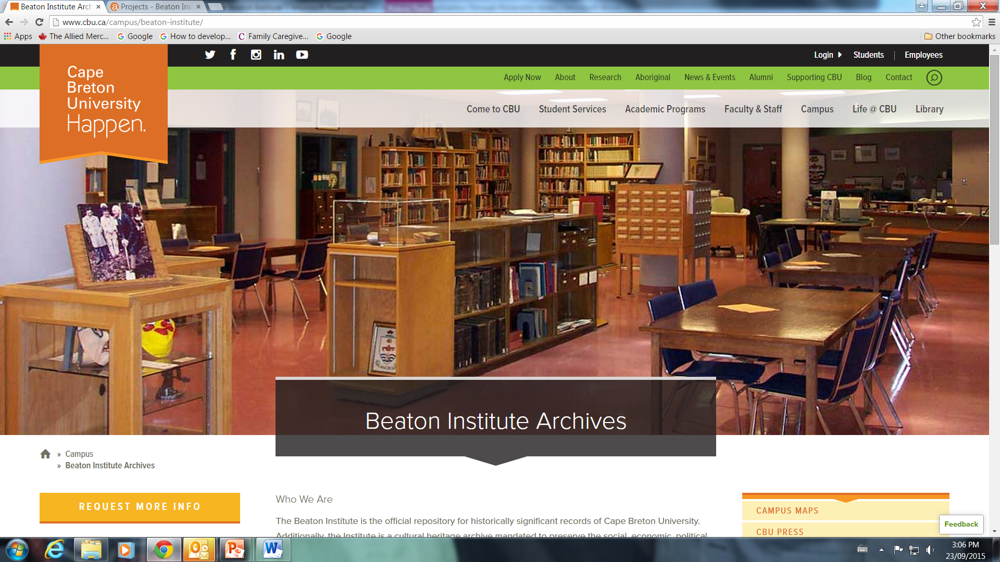 Beaton Institute Arch
Projects - Beaton Ins
www.cbu.ca/campus/beaton-institute/
Apps The Allied Merc... Google How to develop... Family Caregive... Google Other bookmarks
Login Students | Employees
Cape
Breton
University
Happen.
Apply Now About Research Aboriginal News & Events Alumni Supporting CBU Blog Contact
Come to CBU Student Services Academic Programs Faculty & Staff Campus Life @ CBU Library
Beaton Institute Archives
» Campus
» Beaton Institute Archives
REQUEST MORE INFO
Who We Are
The Beaton Institute is the official repository for historically significant records of Cape Breton University.
Additionally, the Institute is a cultural heritage archive mandated to preserve the social, economic, political
CAMPUS MAPS
CBU PRESS
Feedback
3:06 PM
23/09/2015